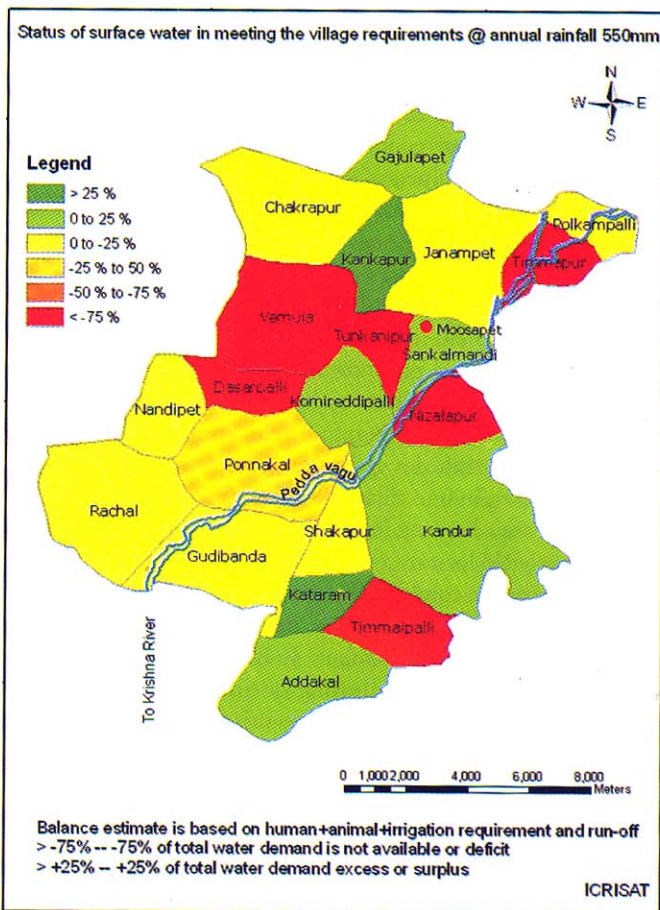 Status of surface water in meeting the village requirements @ annual rainfall 550mm
N
W E
S
Legend
> 25 %
0 to 25 %
0 to -25 %
-25 % to 50 %
-50 % to -75 %
< -75 %
Gajulapet
Chakrapur
Kankapur
Janampet
Polkampalli
Timmapur
Vemula
Tunkanipur
Moosapet
Sankalmandi
Dasarpalli
Komireddipalli
Nandipet
Nizalapur
Ponnakal
Pedda vagu
Rachal
Shakapur
Kandur
Gudibanda
Kataram
Timmaipalli
Addakal
To Krishna River
0 1,000 2,000 4,000 6,000 8,000
Meters
Balance estimate is based on human+animal+irrigation requirement and run-off
> -75% -- -75% of total water demand is not available or deficit
> +25% -- +25% of total water demand excess or surplus
ICRISAT